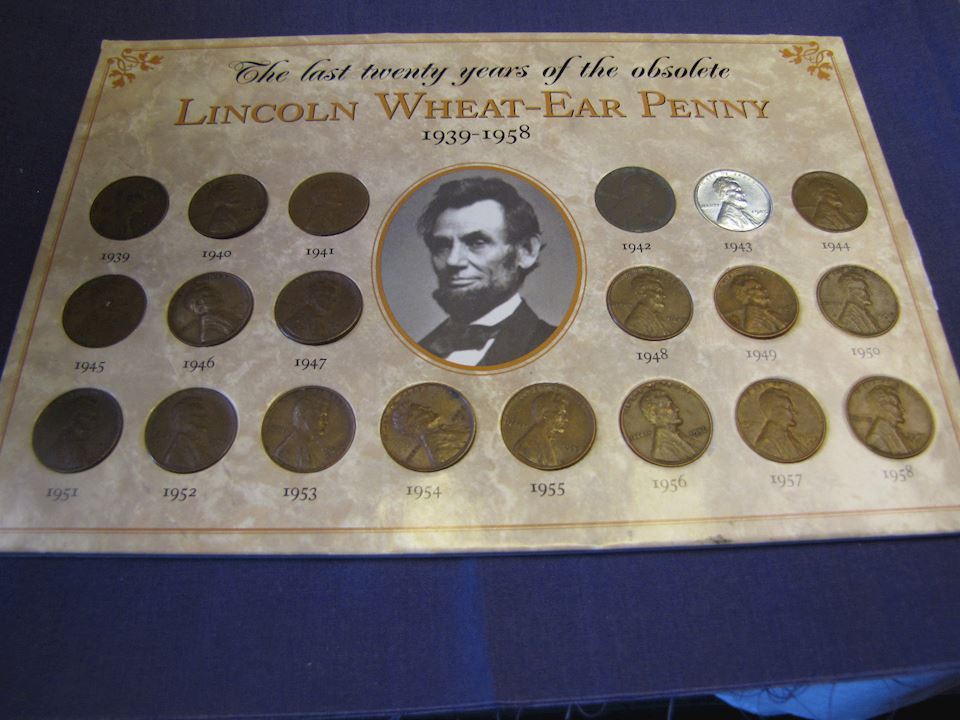 The last twenty years of the obsolete
LINCOLN WHEAT-EAR PENNY
1939-1958
1939 1940 1941 1942 1943 1944
1945 1946 1947 1948 1949 1950
1951 1952 1953 1954 1955 1956 1957 1958